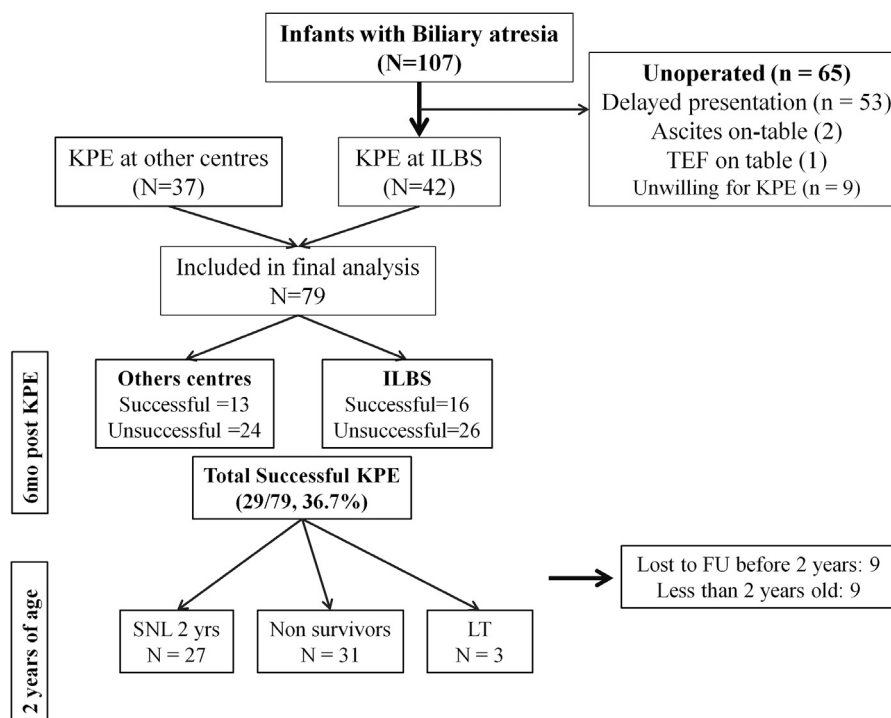 Infants with Biliary atresia
(N=107)
Unoperated (n = 65)
Delayed presentation (n = 53)
Ascites on-table (2)
TEF on table (1)
Unwilling for KPE (n = 9)
KPE at other centres
(N=37)
KPE at ILBS
(N=42)
Included in final analysis
N=79
6mo post KPE
Others centres
Successful =13
Unsuccessful =24
ILBS
Successful=16
Unsuccessful=26
Total Successful KPE
(29/79, 36.7%)
Lost to FU before 2 years: 9
Less than 2 years old: 9
2 years of age
SNL 2 yrs
N = 27
Non survivors
N = 31
LT
N = 3